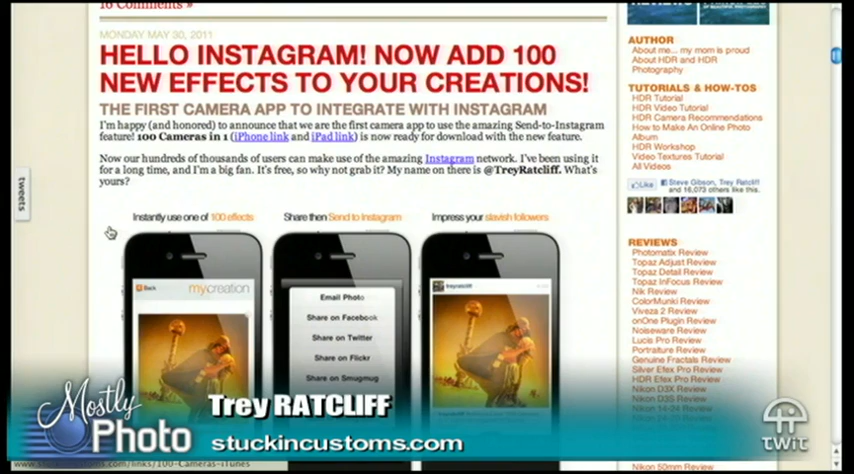 16 Comments »
MONDAY MAY 30, 2011
HELLO INSTAGRAM! NOW ADD 100
NEW EFFECTS TO YOUR CREATIONS!
THE FIRST CAMERA APP TO INTEGRATE WITH INSTAGRAM
I'm happy (and honored) to announce that we are the first camera app to use the amazing Send-to-Instagram
feature! 100 Cameras in 1 (iPhone link and iPad link) is now ready for download with the new feature.
Now our hundreds of thousands of users can make use of the amazing Instagram network. I've been using it
for a long time, and I'm a big fan. It's free, so why not grab it? My name on there is @TreyRatcliff. What's
yours?
tweets
Instantly use one of 100 effects
Share then Send to Instagram
Impress your slavish followers
Back
mycreation
Email Photo
Share on Facebook
Share on Twitter
Share on Flickr
Share on Smugmug
treyratcliff
AUTHOR
About me... my mom is proud
About HDR and HDR
Photography
TUTORIALS & HOW-TOS
HDR Tutorial
HDR Video Tutorial
HDR Camera Recommendations
How to Make An Online Photo
Album
HDR Workshop
Video Textures Tutorial
All Videos
Like
Steve Gibson, Trey Ratcliff
and 16,073 others like this.
REVIEWS
Photomatix Review
Topaz Adjust Review
Topaz Detail Review
Topaz InFocus Review
Nik Review
ColorMunki Review
Viveza 2 Review
onOne Plugin Review
Noiseware Review
Lucis Pro Review
Portraiture Review
Genuine Fractals Review
Silver Efex Pro Review
HDR Efex Pro Review
Nikon D3X Review
Nikon D3S Review
Nikon 14-24 Review
Nikon 50mm Review
Mostly
Photo
Trey RATCLIFF
stuckincustoms.com
TWiT